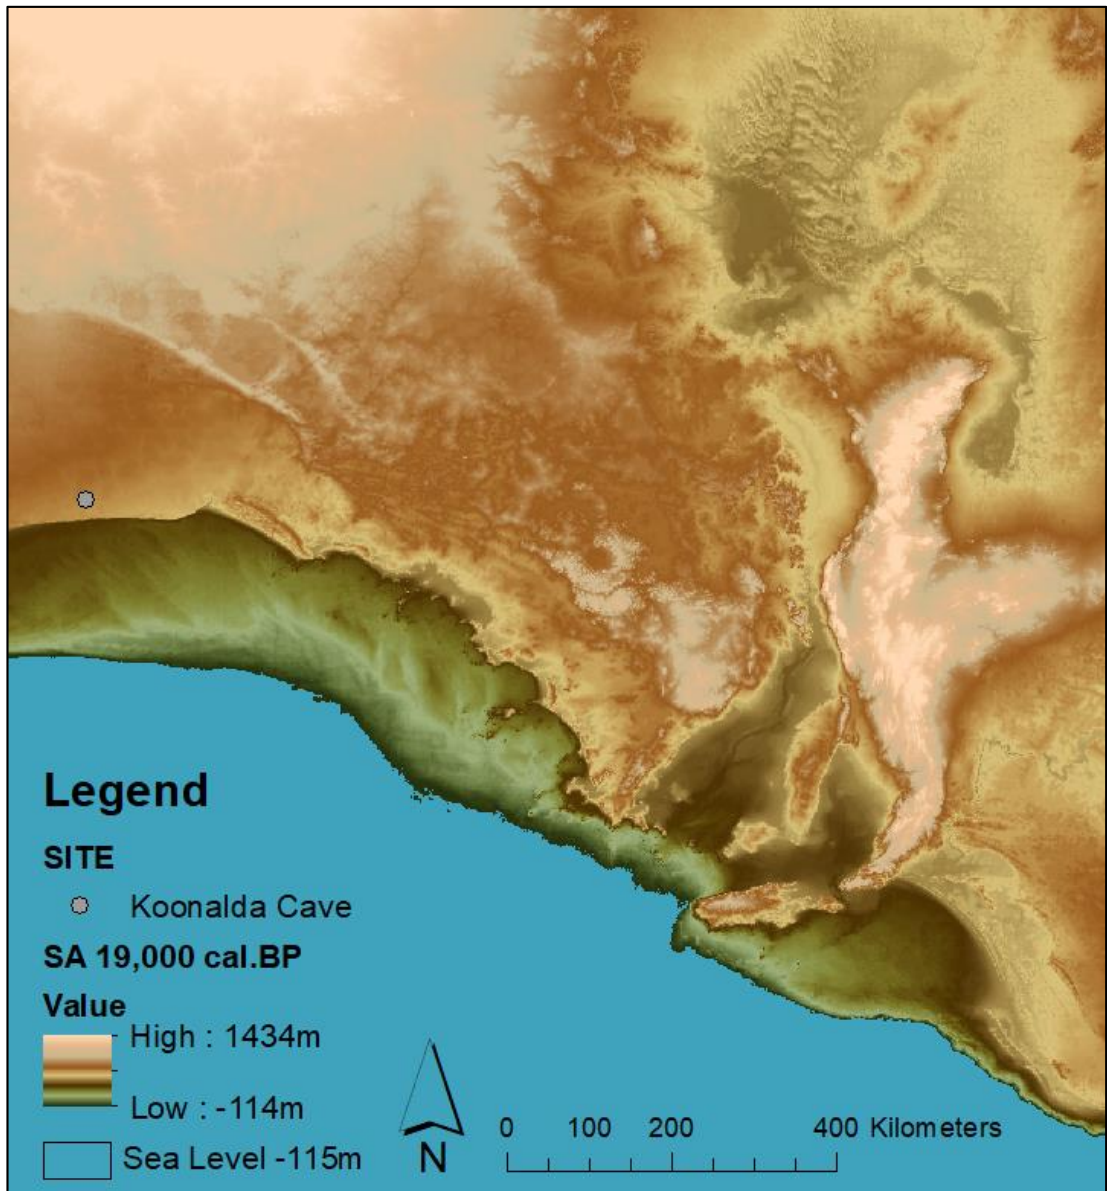 Legend
SITE
Koonalda Cave
SA 19,000 cal.BP
Value
High : 1434m
Low : -114m
Sea Level -115m
N
0 100 200 400 Kilometers